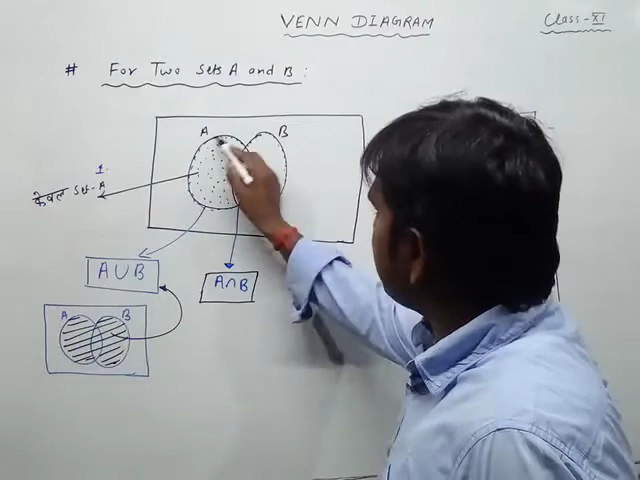 VENN DIAGRAM
Class-XI
# For Two sets A and B :
A B
1.
केवल Set-A
A∪B
A∩B
A B